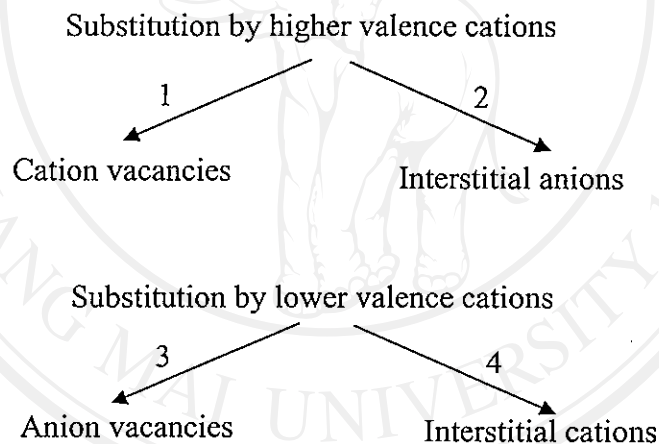 Substitution by higher valence cations
1 2
Cation vacancies Interstitial anions
Substitution by lower valence cations
3 4
Anion vacancies Interstitial cations